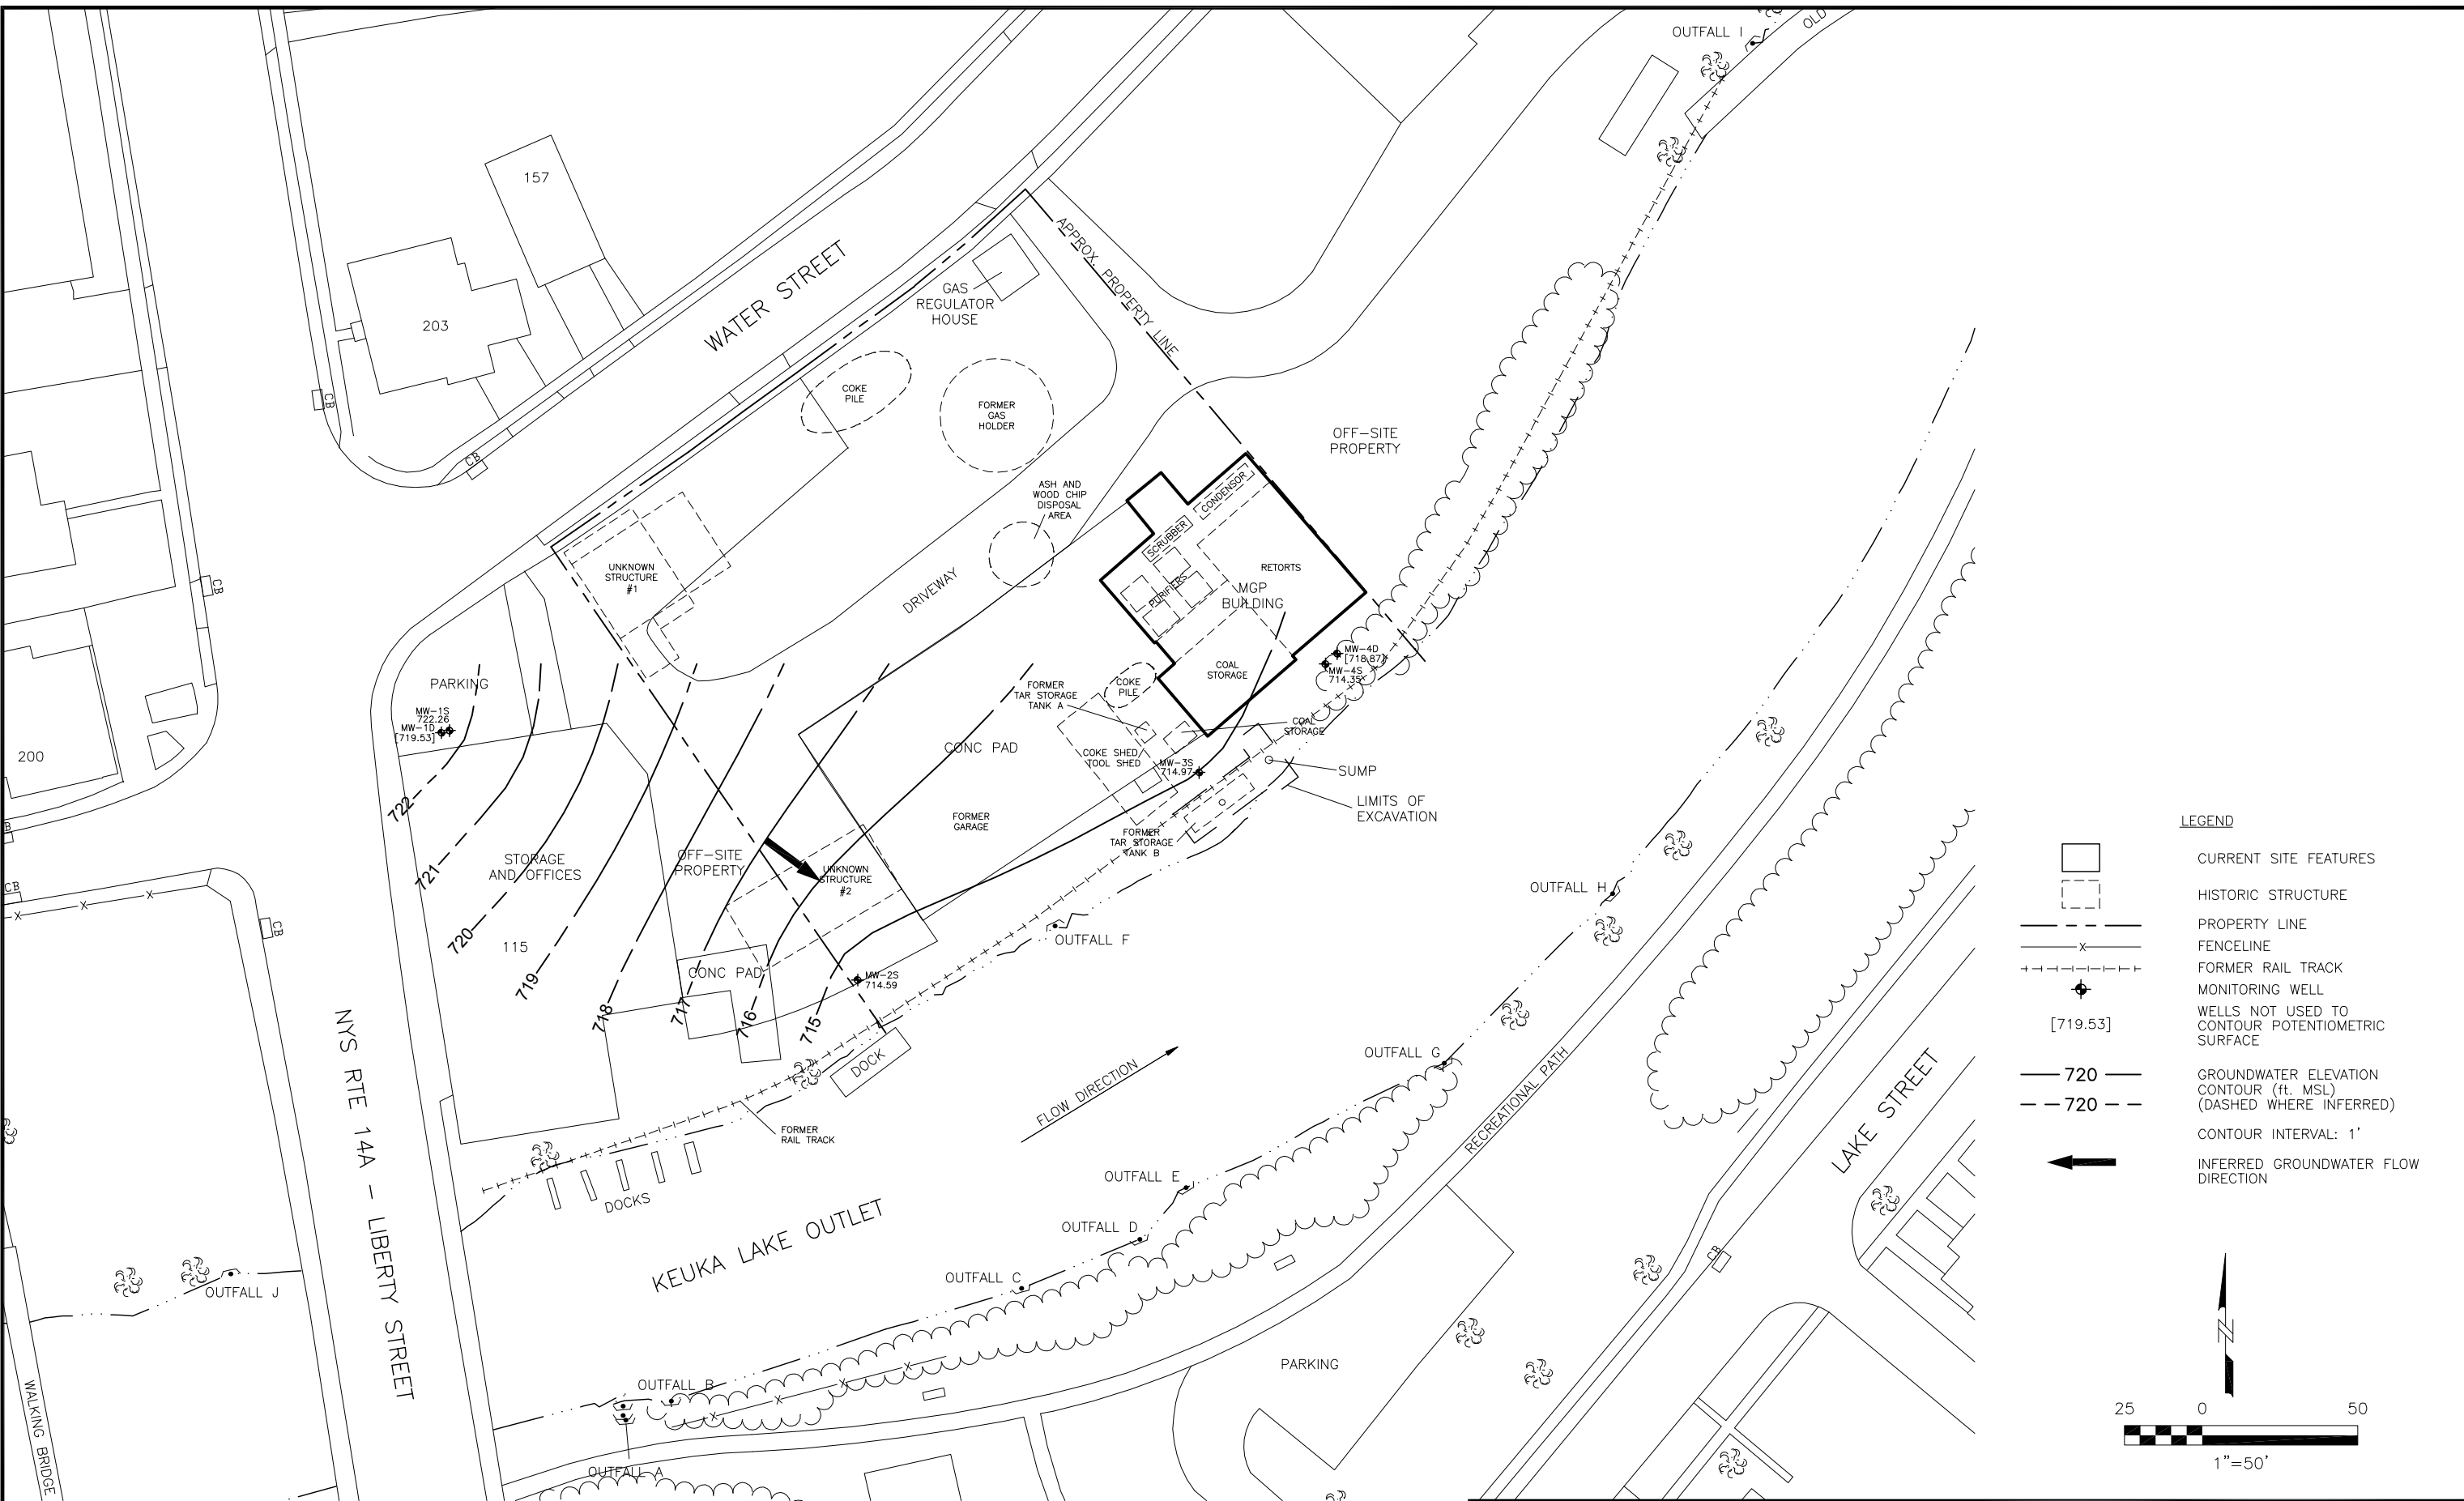 OUTFALL I
OLD
157
203
WATER STREET
APPROX. PROPERTY LINE
GAS
REGULATOR
HOUSE
COKE
PILE
FORMER
GAS
HOLDER
CB
CB
OFF-SITE
PROPERTY
ASH AND
WOOD CHIP
DISPOSAL
AREA
CONDENSOR
SCRUBBER
PURIFIERS
RETORTS
MGP
BUILDING
UNKNOWN
STRUCTURE
#1
DRIVEWAY
CB
COAL
STORAGE
MW-4D
[718.87]
MW-4S
714.35
PARKING
MW-1S
722.26
MW-1D
[719.53]
FORMER
TAR STORAGE
TANK A
COKE
PILE
COAL
STORAGE
200
CONC PAD
COKE SHED/
TOOL SHED
MW-3S
714.97
SUMP
LIMITS OF
EXCAVATION
722
721
720
719
718
717
716
715
FORMER
GARAGE
FORMER
TAR STORAGE
TANK B
STORAGE
AND OFFICES
OFF-SITE
PROPERTY
UNKNOWN
STRUCTURE
#2
B
CB
CB
115
OUTFALL F
OUTFALL H
CONC PAD
MW-2S
714.59
DOCK
NYS RTE 14A - LIBERTY STREET
FLOW DIRECTION
OUTFALL G
RECREATIONAL PATH
LAKE STREET
FORMER
RAIL TRACK
DOCKS
OUTFALL E
OUTFALL D
KEUKA LAKE OUTLET
OUTFALL C
OUTFALL J
CB
OUTFALL B
PARKING
WALKING BRIDGE
OUTFALL A
LEGEND
CURRENT SITE FEATURES
HISTORIC STRUCTURE
PROPERTY LINE
X
FENCELINE
FORMER RAIL TRACK
MONITORING WELL
[719.53]
WELLS NOT USED TO
CONTOUR POTENTIOMETRIC
SURFACE
720
720
GROUNDWATER ELEVATION
CONTOUR (ft. MSL)
(DASHED WHERE INFERRED)
CONTOUR INTERVAL: 1'
INFERRED GROUNDWATER FLOW
DIRECTION
N
25 0 50
1"=50'